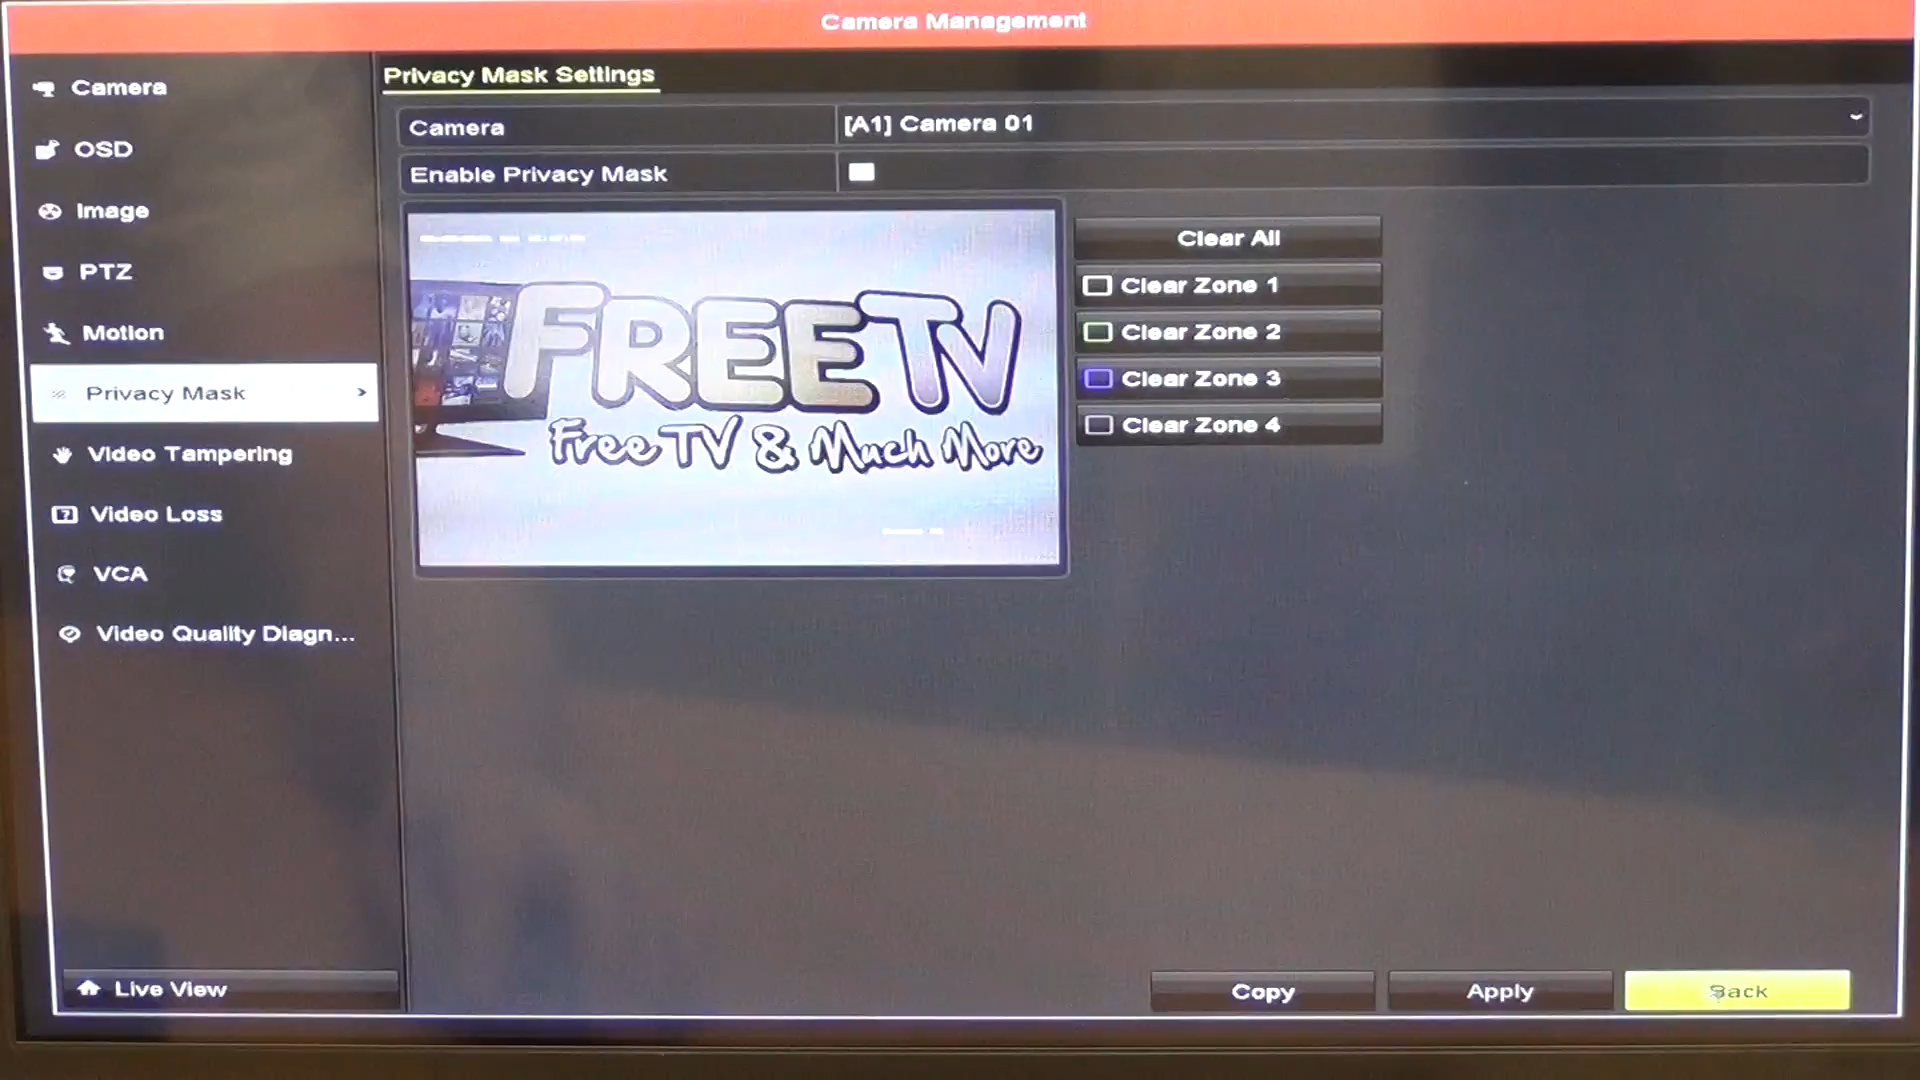 Camera Management
Camera
OSD
Image
PTZ
Motion
Privacy Mask
Video Tampering
Video Loss
VCA
Video Quality Diagn...
Live View
Privacy Mask Settings
Camera
[A1] Camera 01
Enable Privacy Mask
FREETV
Free TV & Much More
Clear All
Clear Zone 1
Clear Zone 2
Clear Zone 3
Clear Zone 4
Copy
Apply
Back